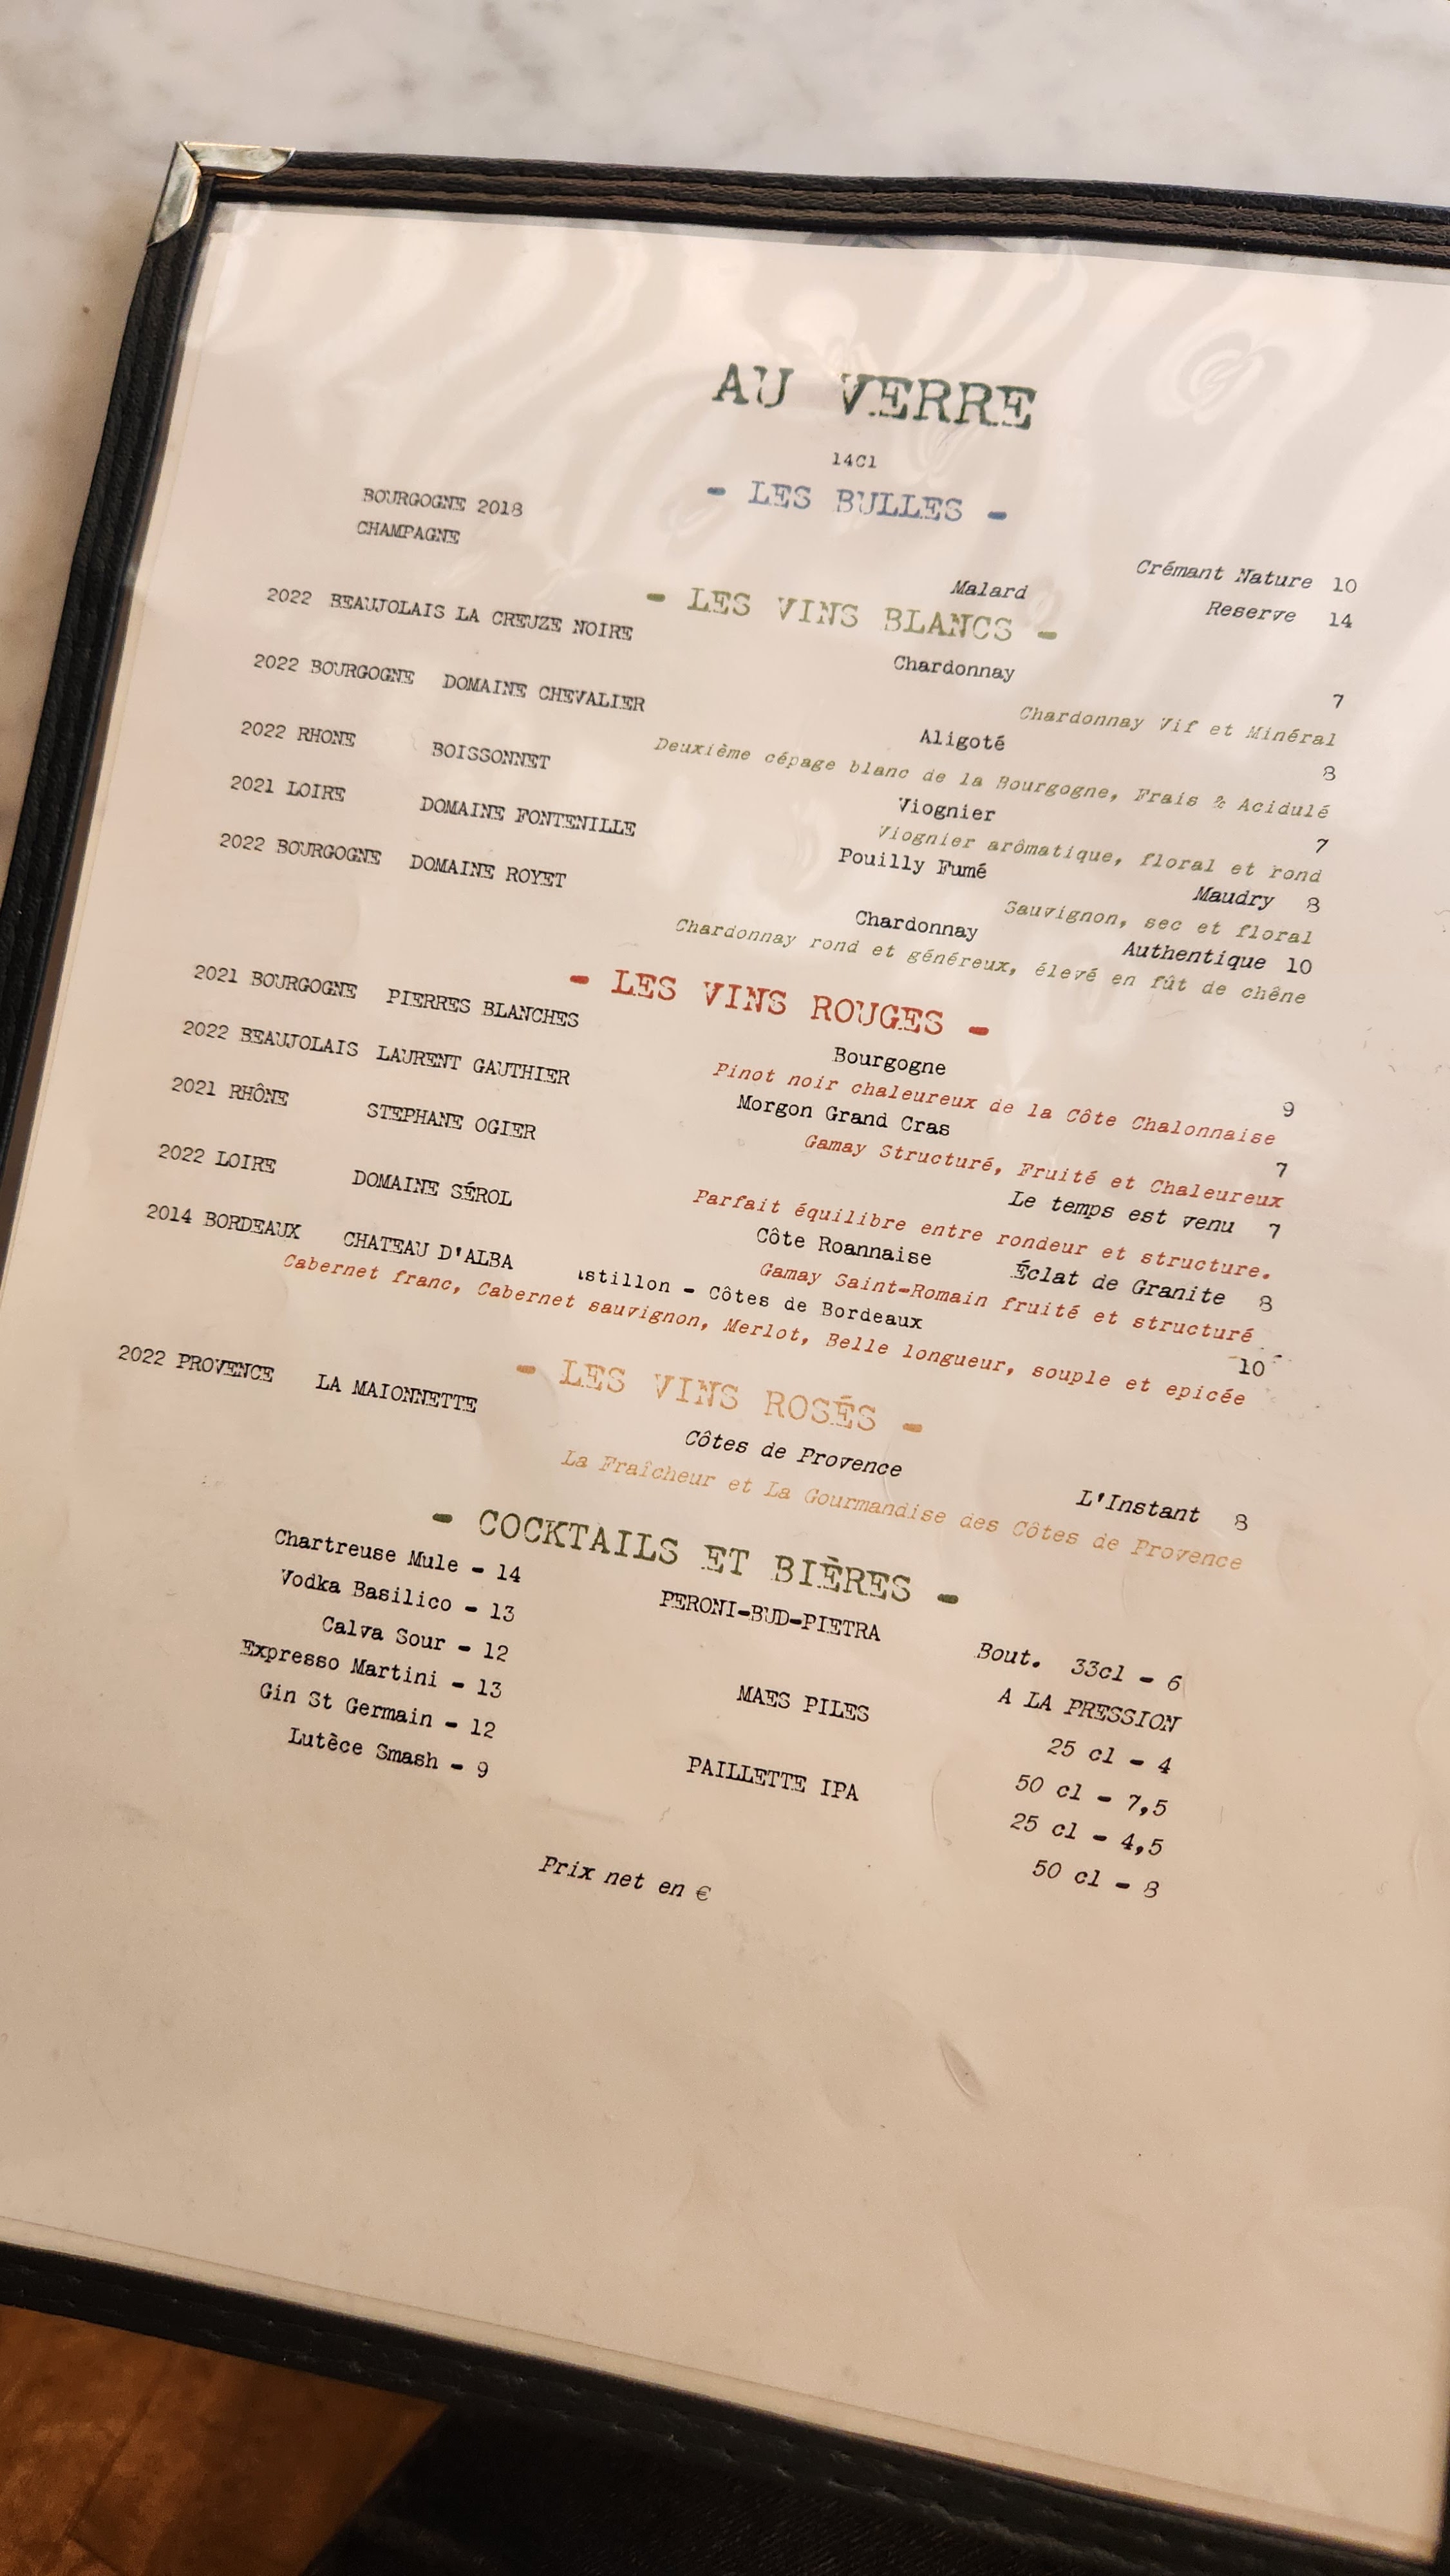 AU VERRE
14Cl
- LES BULLES -
BOURGOGNE 2018 Crémant Nature 10
CHAMPAGNE Malard Reserve 14
- LES VINS BLANCS -
2022 BEAUJOLAIS LA CREUZE NOIRE Chardonnay 7
Chardonnay Vif et Minéral
2022 BOURGOGNE DOMAINE CHEVALIER Aligoté 8
Deuxième cépage blanc de la Bourgogne, Frais & Acidulé
2022 RHONE BOISSONNET Viognier 7
Viognier arômatique, floral et rond
2021 LOIRE DOMAINE FONTENILLE Pouilly Fumé Maudry 8
Sauvignon, sec et floral
2022 BOURGOGNE DOMAINE ROYET Chardonnay Authentique 10
Chardonnay rond et généreux, élevé en fût de chêne
- LES VINS ROUGES -
2021 BOURGOGNE PIERRES BLANCHES Bourgogne 9
Pinot noir chaleureux de la Côte Chalonnaise
2022 BEAUJOLAIS LAURENT GAUTHIER Morgon Grand Cras 7
Gamay Structuré, Fruité et Chaleureux
2021 RHÔNE STEPHANE OGIER Le temps est venu 7
Parfait équilibre entre rondeur et structure.
2022 LOIRE DOMAINE SÉROL Côte Roannaise Éclat de Granite 8
Gamay Saint-Romain fruité et structuré
2014 BORDEAUX CHATEAU D'ALBA stillon - Côtes de Bordeaux 10
Cabernet franc, Cabernet sauvignon, Merlot, Belle longueur, souple et epicée
- LES VINS ROSÉS -
2022 PROVENCE LA MAIONNETTE Côtes de Provence L'Instant 8
La Fraîcheur et La Gourmandise des Côtes de Provence
- COCKTAILS ET BIÈRES -
Chartreuse Mule - 14 PERONI-BUD-PIETRA Bout. 33cl - 6
Vodka Basilico - 13 A LA PRESSION
Calva Sour - 12 MAES PILES 25 cl - 4
Expresso Martini - 13 50 cl - 7,5
Gin St Germain - 12 PAILLETTE IPA 25 cl - 4,5
Lutèce Smash - 9 50 cl - 8
Prix net en €